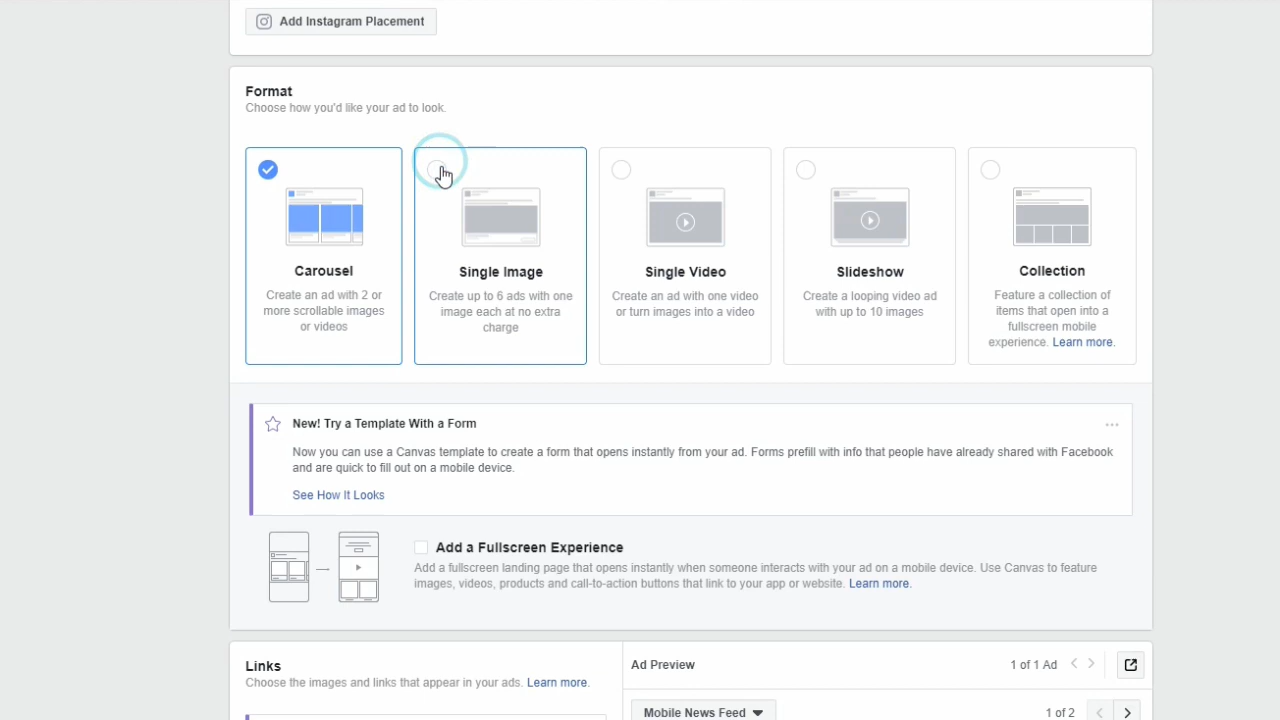 Add Instagram Placement
Format
Choose how you'd like your ad to look.
Carousel
Create an ad with 2 or
more scrollable images
or videos
Single Image
Create up to 6 ads with one
image each at no extra
charge
Single Video
Create an ad with one video
or turn images into a video
Slideshow
Create a looping video ad
with up to 10 images
Collection
Feature a collection of
items that open into a
fullscreen mobile
experience. Learn more.
New! Try a Template With a Form
Now you can use a Canvas template to create a form that opens instantly from your ad. Forms prefill with info that people have already shared with Facebook
and are quick to fill out on a mobile device.
See How It Looks
Add a Fullscreen Experience
Add a fullscreen landing page that opens instantly when someone interacts with your ad on a mobile device. Use Canvas to feature
images, videos, products and call-to-action buttons that link to your app or website. Learn more.
Links
Choose the images and links that appear in your ads. Learn more.
Ad Preview
1 of 1 Ad
Mobile News Feed
1 of 2